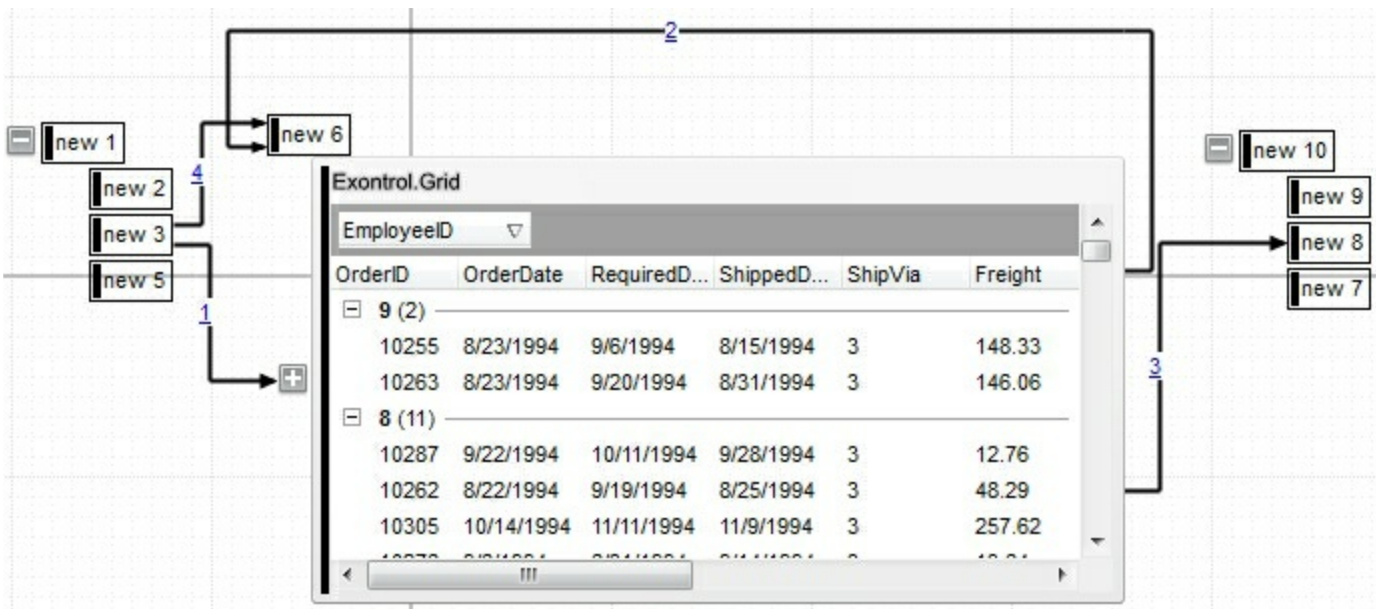 2
new 6
new 1
new 10
4
new 2
Exontrol.Grid
new 9
new 3
EmployeeID
new 8
new 5
OrderID OrderDate RequiredD... ShippedD... ShipVia Freight
new 7
1
9 (2)
10255 8/23/1994 9/6/1994 8/15/1994 3 148.33
3
10263 8/23/1994 9/20/1994 8/31/1994 3 146.06
8 (11)
10287 9/22/1994 10/11/1994 9/28/1994 3 12.76
10262 8/22/1994 9/19/1994 8/25/1994 3 48.29
10305 10/14/1994 11/11/1994 11/9/1994 3 257.62